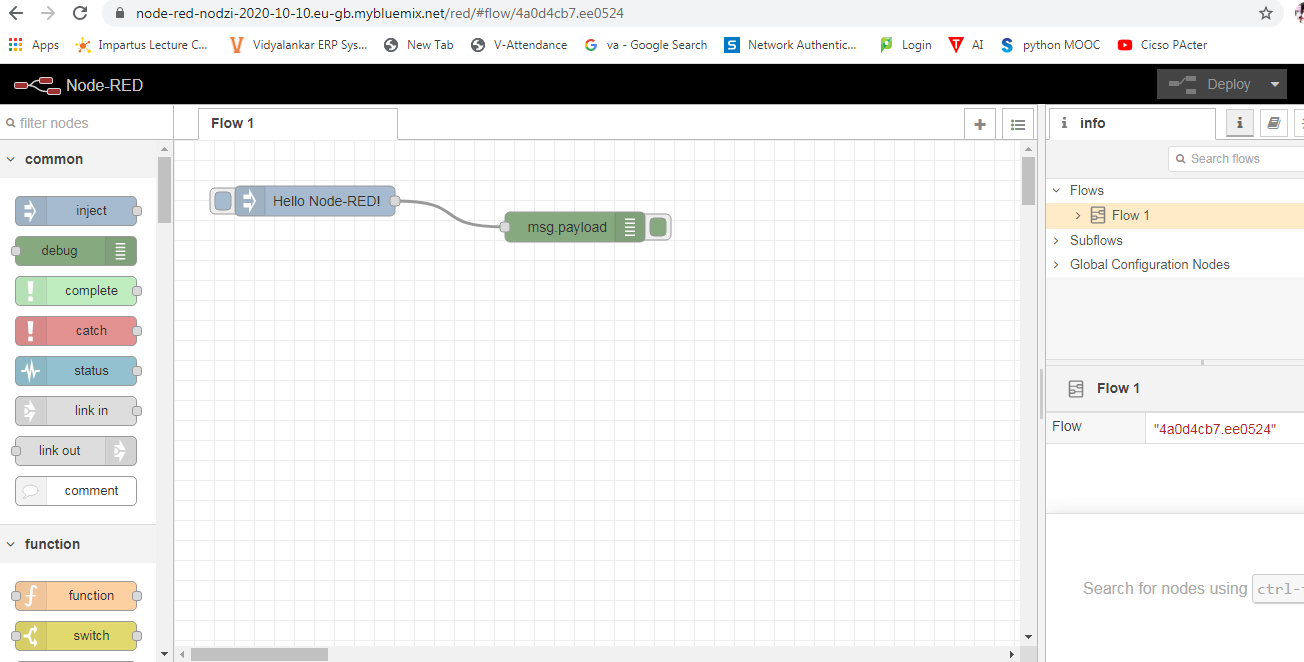 node-red-nodzi-2020-10-10.eu-gb.mybluemix.net/red/#flow/4a0d4cb7.ee0524
Apps Impartus Lecture C... Vidyalankar ERP Sys... New Tab V-Attendance va - Google Search Network Authentic... Login AI python MOOC Cicso PActer
Node-RED Deploy
filter nodes Flow 1 info
common Search flows
Flows
Hello Node-RED!
inject Flow 1
msg.payload
debug Subflows
Global Configuration Nodes
complete
catch
status
Flow 1
link in
Flow "4a0d4cb7.ee0524"
link out
comment
function
Search for nodes using ctrl-
function
switch